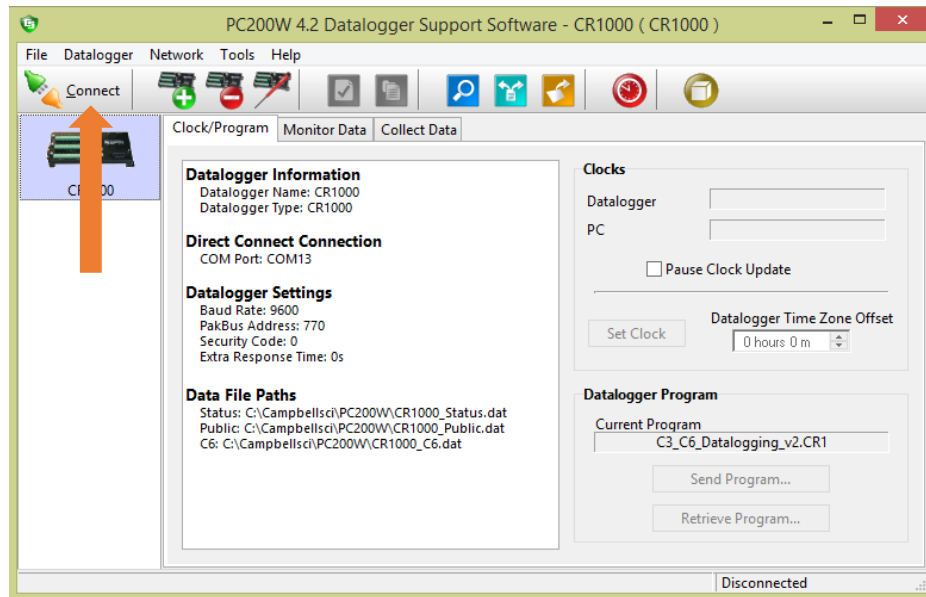 PC200W 4.2 Datalogger Support Software - CR1000 ( CR1000 )
File Datalogger Network Tools Help
Connect
Clock/Program Monitor Data Collect Data
Datalogger Information
Datalogger Name: CR1000
Datalogger Type: CR1000
Direct Connect Connection
COM Port: COM13
Datalogger Settings
Baud Rate: 9600
PakBus Address: 770
Security Code: 0
Extra Response Time: 0s
Data File Paths
Status: C:\Campbellsci\PC200W\CR1000_Status.dat
Public: C:\Campbellsci\PC200W\CR1000_Public.dat
C6: C:\Campbellsci\PC200W\CR1000_C6.dat
Clocks
Datalogger
PC
Pause Clock Update
Datalogger Time Zone Offset
Set Clock
0 hours 0 m
Datalogger Program
Current Program
C3_C6_Datalogging_v2.CR1
Send Program...
Retrieve Program...
Disconnected